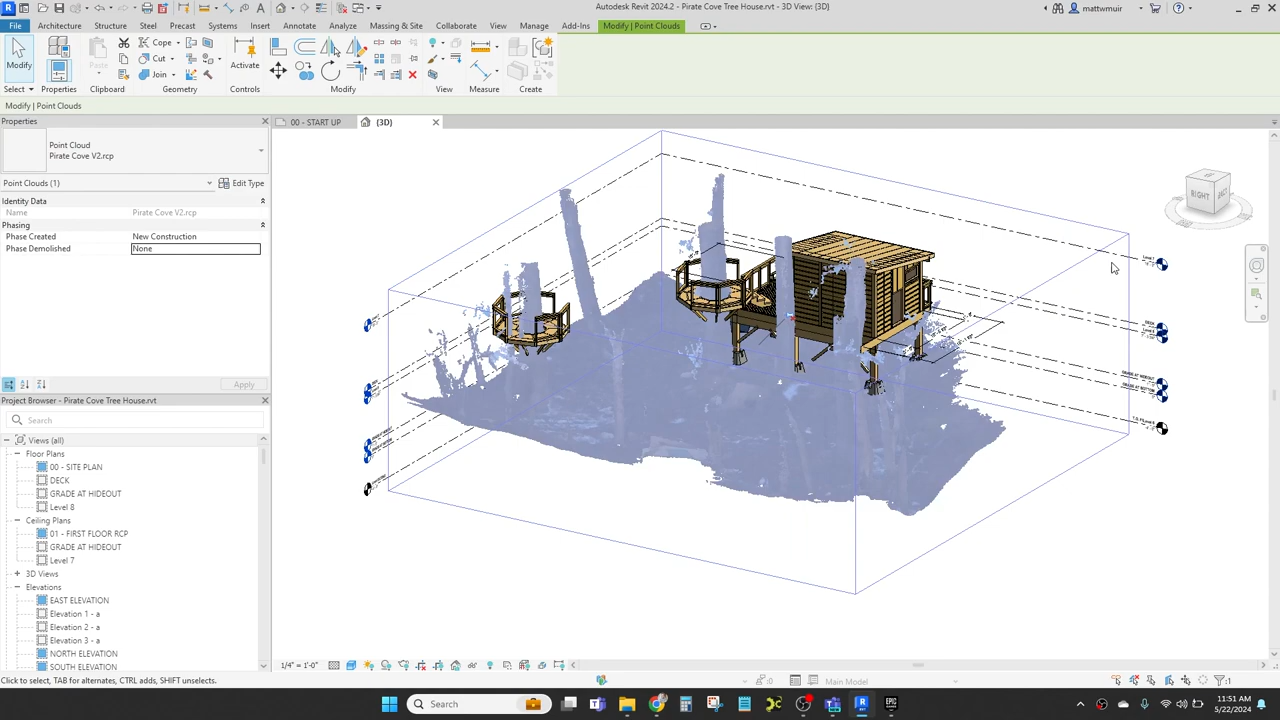 Autodesk Revit 2024.2 - Pirate Cove Tree House.rvt - 3D View: {3D}
mattwmuir
File
Architecture
Structure
Steel
Precast
Systems
Insert
Annotate
Analyze
Massing & Site
Collaborate
View
Manage
Add-Ins
Modify | Point Clouds
Modify
Paste
Cope
Cut
Join
Activate
Select
Properties
Clipboard
Geometry
Controls
Modify
View
Measure
Create
Modify | Point Clouds
Properties
00 - START UP
{3D}
Point Cloud
Pirate Cove V2.rcp
Point Clouds (1)
Edit Type
Identity Data
Name Pirate Cove V2.rcp
Phasing
Phase Created New Construction
Phase Demolished None
Apply
RIGHT
Project Browser - Pirate Cove Tree House.rvt
Search
Views (all)
Floor Plans
00 - SITE PLAN
DECK
GRADE AT HIDEOUT
Level 8
Ceiling Plans
01 - FIRST FLOOR RCP
GRADE AT HIDEOUT
Level 7
3D Views
Elevations
EAST ELEVATION
Elevation 1 - a
Elevation 2 - a
Elevation 3 - a
NORTH ELEVATION
SOUTH ELEVATION
1/4" = 1'-0"
Click to select, TAB for alternates, CTRL adds, SHIFT unselects.
:0
Main Model
:1
Search
EPIC
11:51 AM
5/22/2024